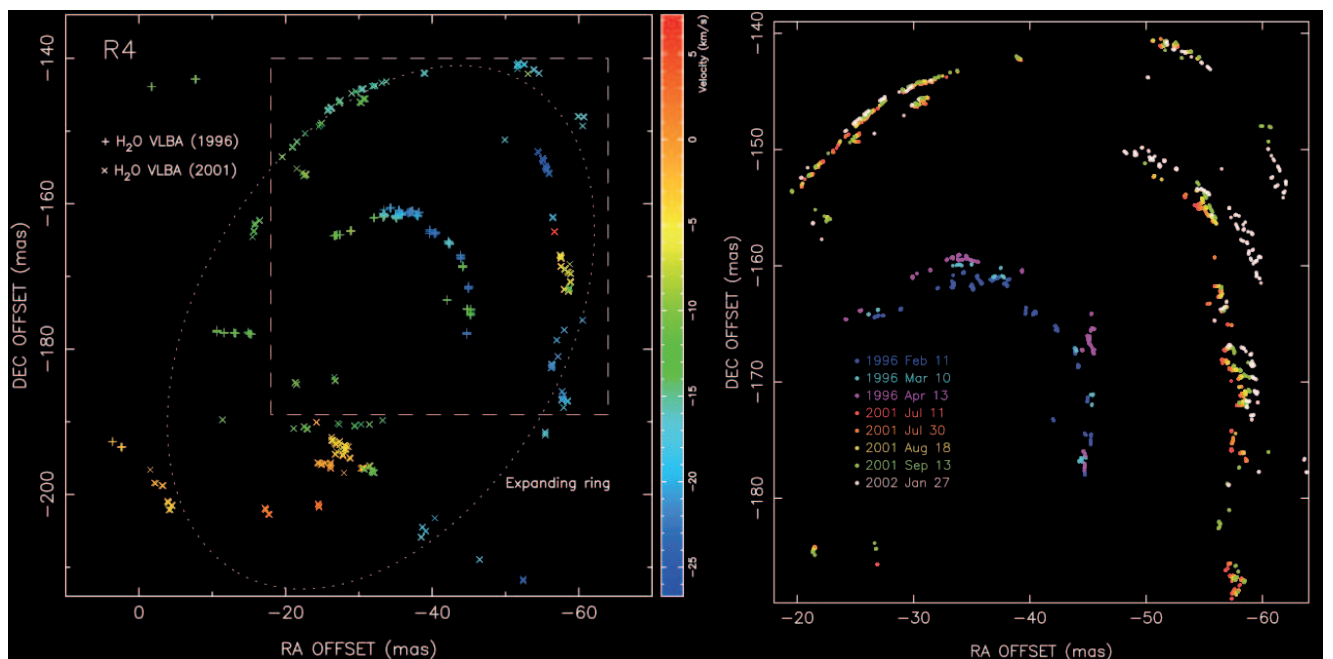 R4
+ H₂O VLBA (1996)
× H₂O VLBA (2001)
Expanding ring
DEC OFFSET (mas)
-140
-160
-180
-200
0
-20
-40
-60
RA OFFSET (mas)
Velocity (km/s)
5
0
-5
-10
-15
-20
-25
DEC OFFSET (mas)
-140
-150
-160
-170
-180
1996 Feb 11
1996 Mar 10
1996 Apr 13
2001 Jul 11
2001 Jul 30
2001 Aug 18
2001 Sep 13
2002 Jan 27
-20
-30
-40
-50
-60
RA OFFSET (mas)